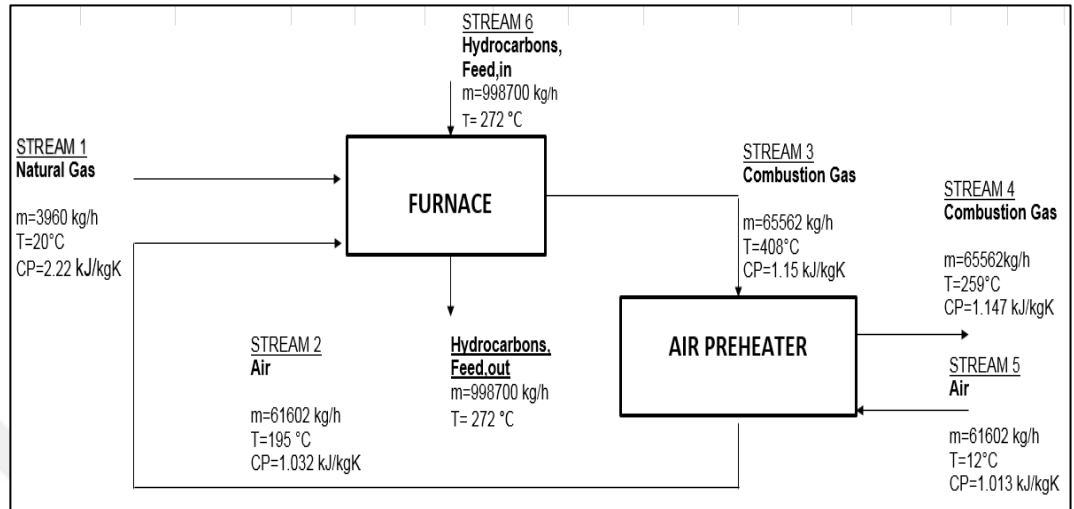 STREAM 6
Hydrocarbons,
Feed,in
m=998700 kg/h
T= 272 °C
STREAM 1
Natural Gas
m=3960 kg/h
T=20°C
CP=2.22 kJ/kgK
FURNACE
STREAM 3
Combustion Gas
m=65562 kg/h
T=408°C
CP=1.15 kJ/kgK
STREAM 4
Combustion Gas
m=65562kg/h
T=259°C
CP=1.147 kJ/kgK
STREAM 2
Air
m=61602 kg/h
T=195 °C
CP=1.032 kJ/kgK
Hydrocarbons,
Feed,out
m=998700 kg/h
T= 272 °C
AIR PREHEATER
STREAM 5
Air
m=61602 kg/h
T=12°C
CP=1.013 kJ/kgK